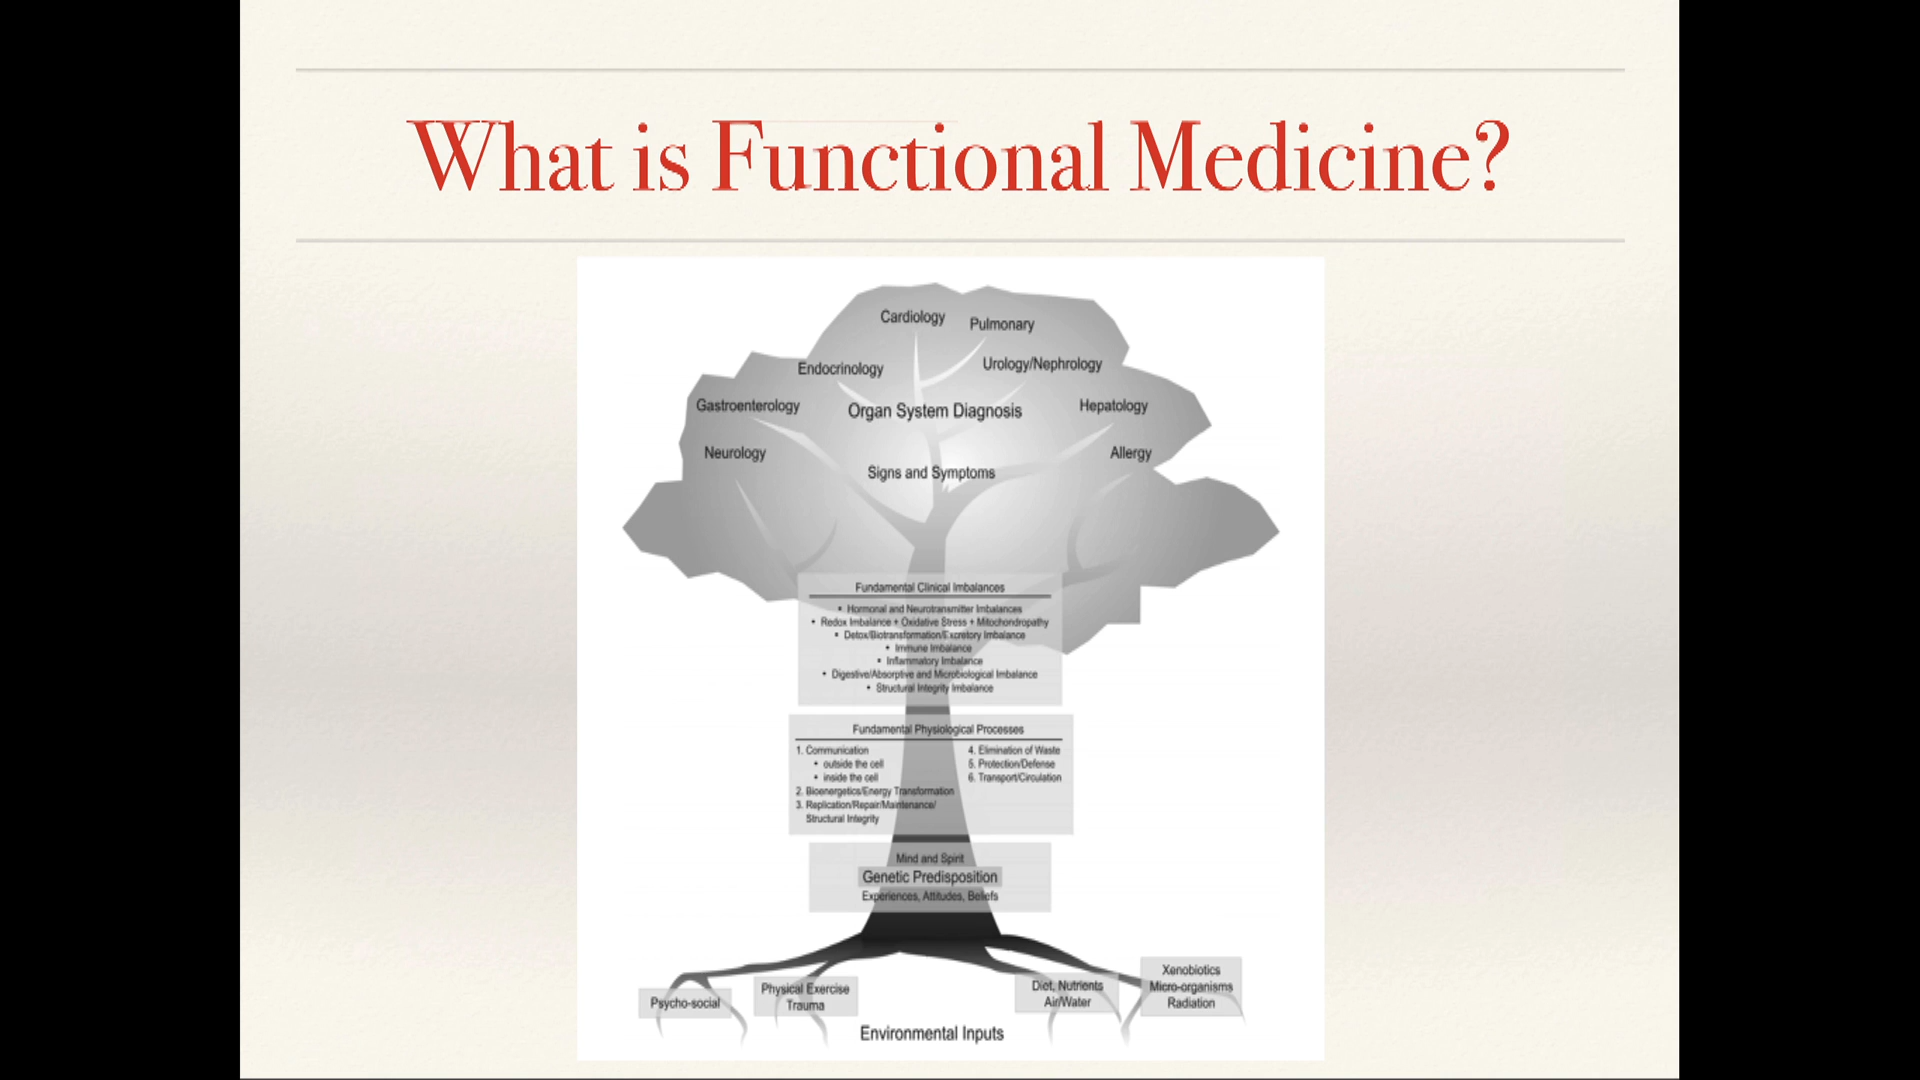 What is Functional Medicine?
Cardiology
Pulmonary
Endocrinology
Urology/Nephrology
Gastroenterology
Organ System Diagnosis
Hepatology
Neurology
Allergy
Signs and Symptoms
Fundamental Clinical Imbalances
• Hormonal and Neurotransmitter Imbalances
• Redox Imbalance + Oxidative Stress + Mitochondropathy
• Detox/Biotransformation/Excretory Imbalance
• Immune Imbalance
• Inflammatory Imbalance
• Digestive/Absorptive and Microbiological Imbalance
• Structural Integrity Imbalance
Fundamental Physiological Processes
1. Communication
• outside the cell
• inside the cell
2. Bioenergetics/Energy Transformation
3. Replication/Repair/Maintenance/
Structural Integrity
4. Elimination of Waste
5. Protection/Defense
6. Transport/Circulation
Mind and Spirit
Genetic Predisposition
Experiences, Attitudes, Beliefs
Psycho-social
Physical Exercise
Trauma
Diet, Nutrients
Air/Water
Xenobiotics
Micro-organisms
Radiation
Environmental Inputs